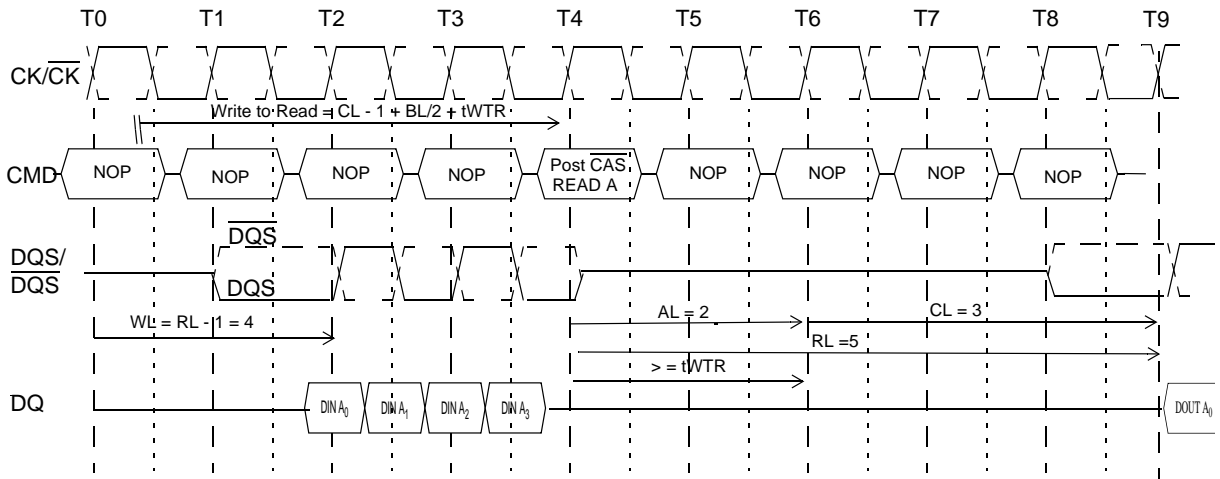 T0 T1 T2 T3 T4 T5 T6 T7 T8 T9
CK/CK
Write to Read = CL - 1 + BL/2 + tWTR
CMD NOP NOP NOP NOP Post CAS READ A NOP NOP NOP NOP
DQS/
DQS
DQS
DQS
WL = RL - 1 = 4
AL = 2
CL = 3
RL =5
> = tWTR
DQ DIN A0 DIN A1 DIN A2 DIN A3 DOUT A0